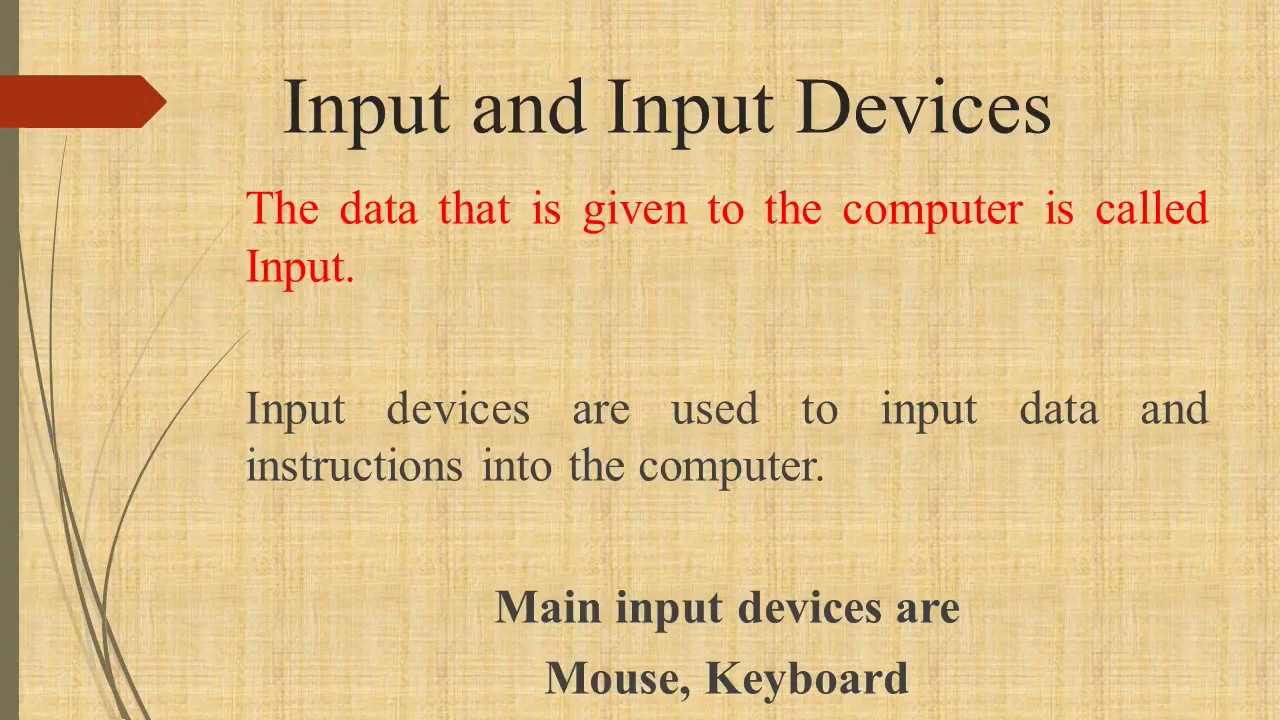 Input and Input Devices
The data that is given to the computer is called
Input.
Input devices are used to input data and
instructions into the computer.
Main input devices are
Mouse, Keyboard